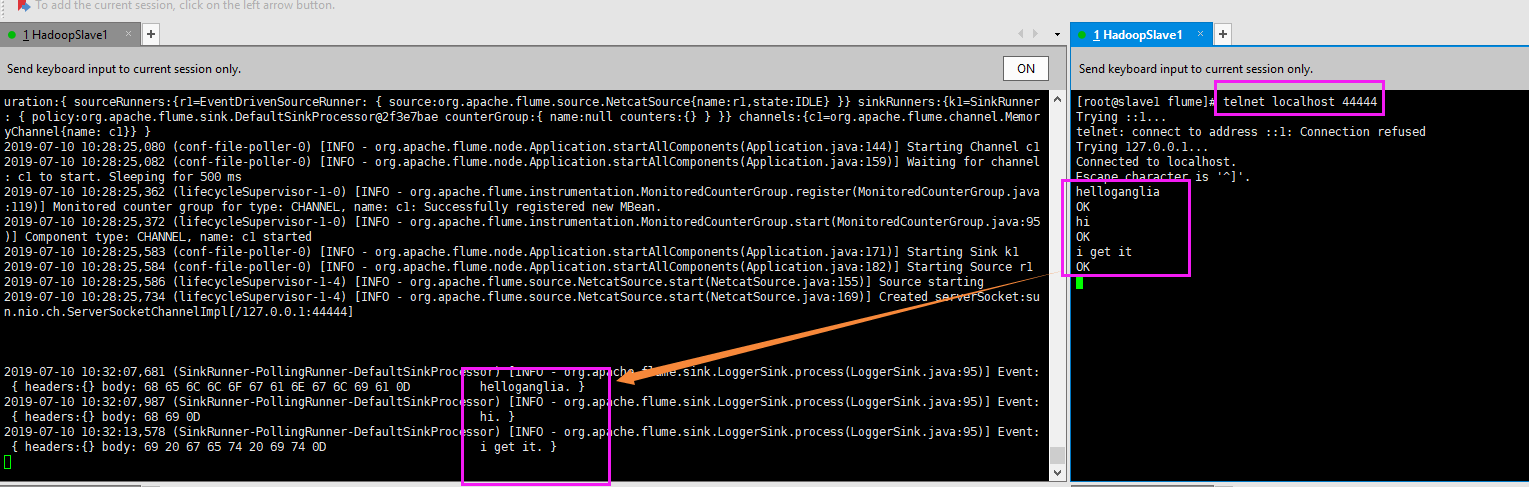 To add the current session, click on the left arrow button.
1 HadoopSlave1 × +
Send keyboard input to current session only. ON
uration:{ sourceRunners:{r1=EventDrivenSourceRunner: { source:org.apache.flume.source.NetcatSource{name:r1,state:IDLE} }} sinkRunners:{k1=SinkRunner
: { policy:org.apache.flume.sink.DefaultSinkProcessor@2f3e7bae counterGroup:{ name:null counters:{} } }} channels:{c1=org.apache.flume.channel.Memor
yChannel{name: c1}} }
2019-07-10 10:28:25,080 (conf-file-poller-0) [INFO - org.apache.flume.node.Application.startAllComponents(Application.java:144)] Starting Channel c1
2019-07-10 10:28:25,082 (conf-file-poller-0) [INFO - org.apache.flume.node.Application.startAllComponents(Application.java:159)] Waiting for channel
: c1 to start. Sleeping for 500 ms
2019-07-10 10:28:25,362 (lifecycleSupervisor-1-0) [INFO - org.apache.flume.instrumentation.MonitoredCounterGroup.register(MonitoredCounterGroup.java
:119)] Monitored counter group for type: CHANNEL, name: c1: Successfully registered new MBean.
2019-07-10 10:28:25,372 (lifecycleSupervisor-1-0) [INFO - org.apache.flume.instrumentation.MonitoredCounterGroup.start(MonitoredCounterGroup.java:95
)] Component type: CHANNEL, name: c1 started
2019-07-10 10:28:25,583 (conf-file-poller-0) [INFO - org.apache.flume.node.Application.startAllComponents(Application.java:171)] Starting Sink k1
2019-07-10 10:28:25,584 (conf-file-poller-0) [INFO - org.apache.flume.node.Application.startAllComponents(Application.java:182)] Starting Source r1
2019-07-10 10:28:25,586 (lifecycleSupervisor-1-4) [INFO - org.apache.flume.source.NetcatSource.start(NetcatSource.java:155)] Source starting
2019-07-10 10:28:25,734 (lifecycleSupervisor-1-4) [INFO - org.apache.flume.source.NetcatSource.start(NetcatSource.java:169)] Created serverSocket:su
n.nio.ch.ServerSocketChannelImpl[/127.0.0.1:44444]
2019-07-10 10:32:07,681 (SinkRunner-PollingRunner-DefaultSinkProcessor) [INFO - org.apache.flume.sink.LoggerSink.process(LoggerSink.java:95)] Event:
{ headers:{} body: 68 65 6C 6C 6F 67 61 6E 67 6C 69 61 0D helloganglia. }
2019-07-10 10:32:07,987 (SinkRunner-PollingRunner-DefaultSinkProcessor) [INFO - org.apache.flume.sink.LoggerSink.process(LoggerSink.java:95)] Event:
{ headers:{} body: 68 69 0D hi. }
2019-07-10 10:32:13,578 (SinkRunner-PollingRunner-DefaultSinkProcessor) [INFO - org.apache.flume.sink.LoggerSink.process(LoggerSink.java:95)] Event:
{ headers:{} body: 69 20 67 65 74 20 69 74 0D i get it. }
1 HadoopSlave1 × +
Send keyboard input to current session only.
[root@slave1 flume]# telnet localhost 44444
Trying ::1...
telnet: connect to address ::1: Connection refused
Trying 127.0.0.1...
Connected to localhost.
Escape character is '^]'.
helloganglia
OK
hi
OK
i get it
OK